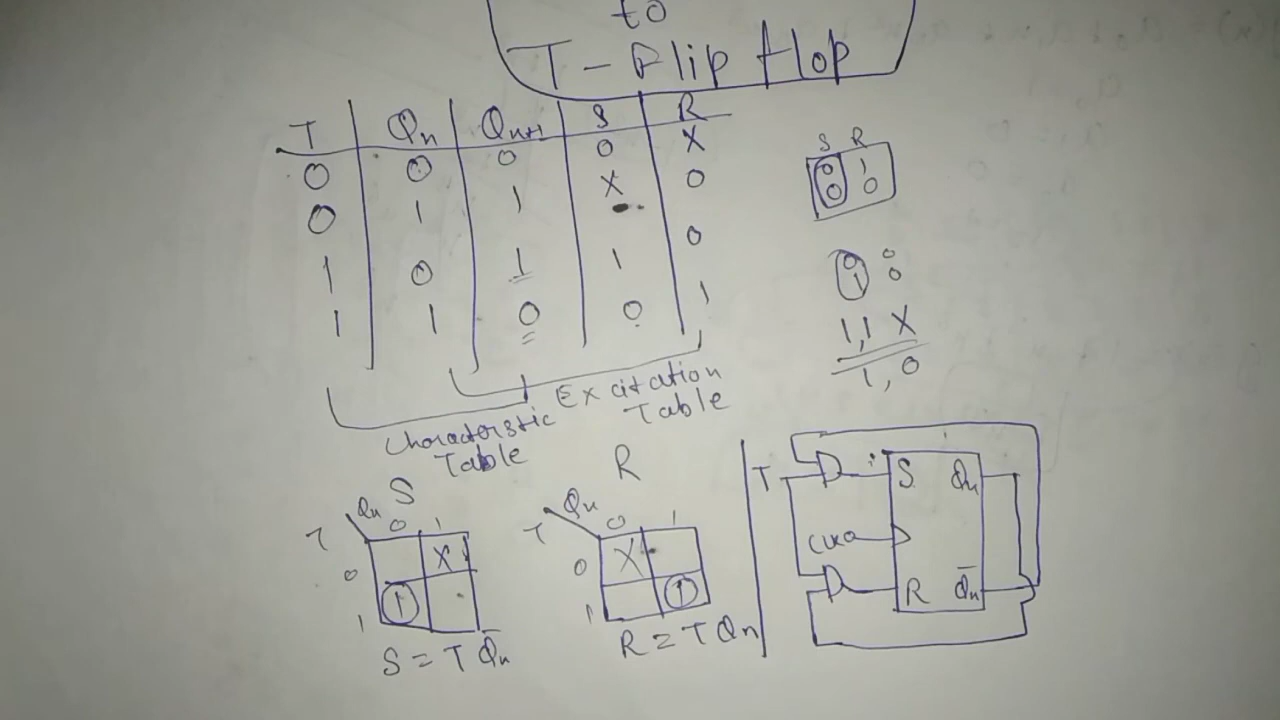 to
T - Flip flop
T Qn Qn+1 S R
0 0 0 0 X
0 1 1 X 0
1 0 1 1 0
1 1 0 0 1
Excitation
Table
Charactorstic
Table
S R
0 1
0 0
0 0
1 0
1,1 X
1, 0
S
Qn
T 0 1
0 X
1 1
S = T Q̅n
R
Qn
T 0 1
0 X
1 1
R = T Qn
T S Qn
R Q̅n